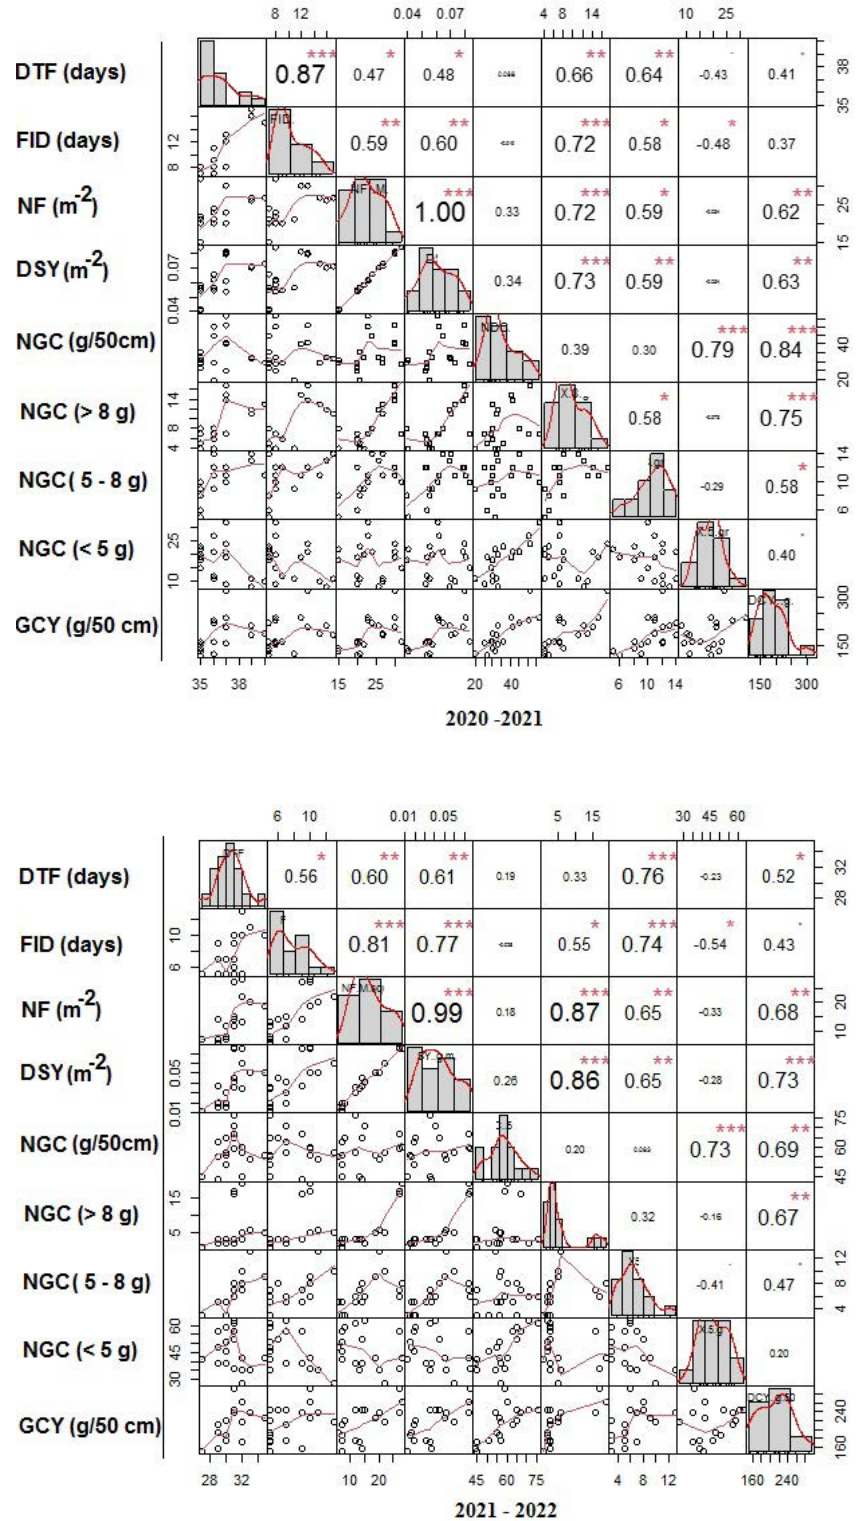 8 12 0.04 0.07 4 8 14 10 25
DTF (days) 0.87 *** 0.47 * 0.48 * 0.66 ** 0.64 ** -0.43 0.41 35 38
FID (days) 8 12 FID. 0.59 ** 0.60 ** 0.72 *** 0.58 * -0.48 * 0.37
NF (m-2) 1.00 *** 0.33 0.72 *** 0.59 * 0.62 ** 15 25
DSY (m-2) 0.04 0.07 0.34 0.73 *** 0.59 ** 0.63 **
NGC (g/50cm) 0.39 0.30 0.79 *** 0.84 *** 20 40
NGC (> 8 g) 4 8 14 0.58 * 0.75 ***
NGC( 5 - 8 g) -0.29 0.58 * 6 10 14
NGC (< 5 g) 10 25 0.40
GCY (g/50 cm) 150 300
35 38 15 25 20 40 6 10 14 150 300
2020 -2021
6 10 0.01 0.05 5 15 30 45 60
DTF (days) 0.56 * 0.60 ** 0.61 ** 0.19 0.33 0.76 *** -0.23 0.52 * 28 32
FID (days) 6 10 0.81 *** 0.77 *** 0.55 * 0.74 *** -0.54 * 0.43
NF (m-2) 0.99 *** 0.18 0.87 *** 0.65 ** -0.33 0.68 ** 10 20
DSY (m-2) 0.01 0.05 0.26 0.86 *** 0.65 ** -0.28 0.73 ***
NGC (g/50cm) 0.20 0.73 *** 0.69 ** 45 60 75
NGC (> 8 g) 5 15 0.32 -0.16 0.67 **
NGC( 5 - 8 g) -0.41 0.47 4 8 12
NGC (< 5 g) 30 45 60 0.20
GCY (g/50 cm) 160 240
28 32 10 20 45 60 75 4 8 12 160 240
2021 - 2022